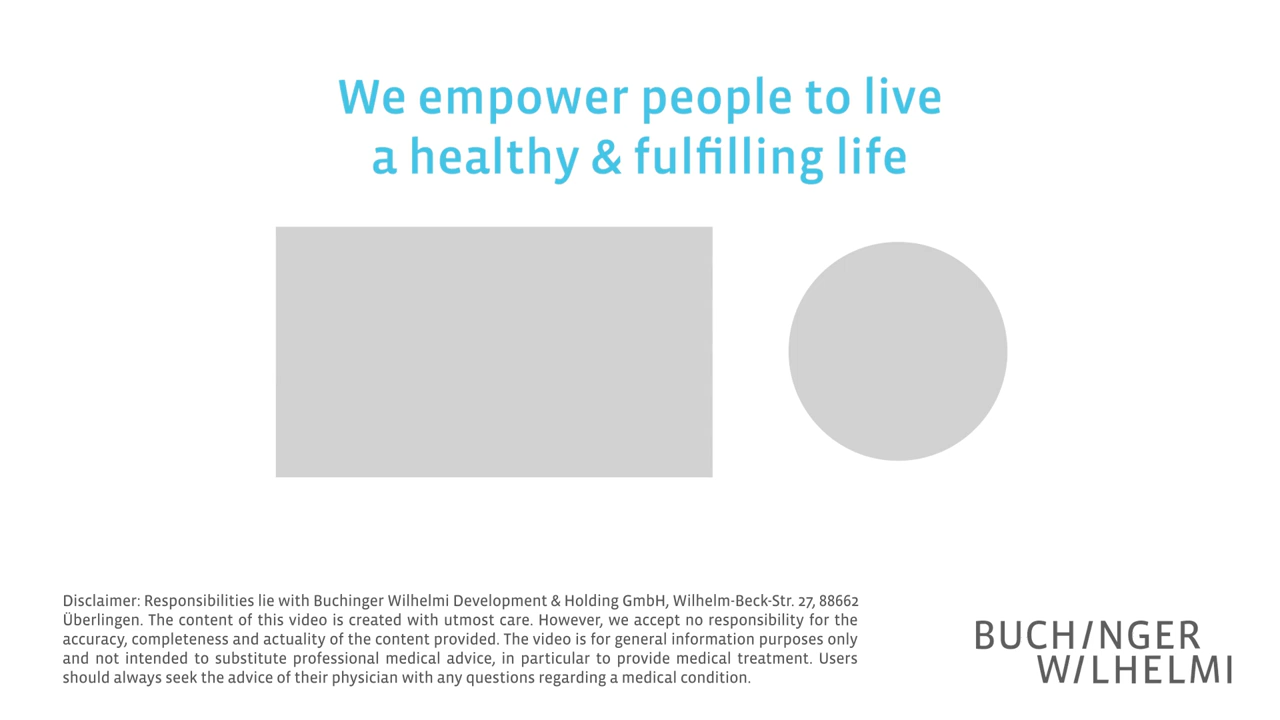 We empower people to live
a healthy & fulfilling life
Disclaimer: Responsibilities lie with Buchinger Wilhelmi Development & Holding GmbH, Wilhelm-Beck-Str. 27, 88662
Überlingen. The content of this video is created with utmost care. However, we accept no responsibility for the
accuracy, completeness and actuality of the content provided. The video is for general information purposes only
and not intended to substitute professional medical advice, in particular to provide medical treatment. Users
should always seek the advice of their physician with any questions regarding a medical condition.
BUCHINGER
WILHELMI